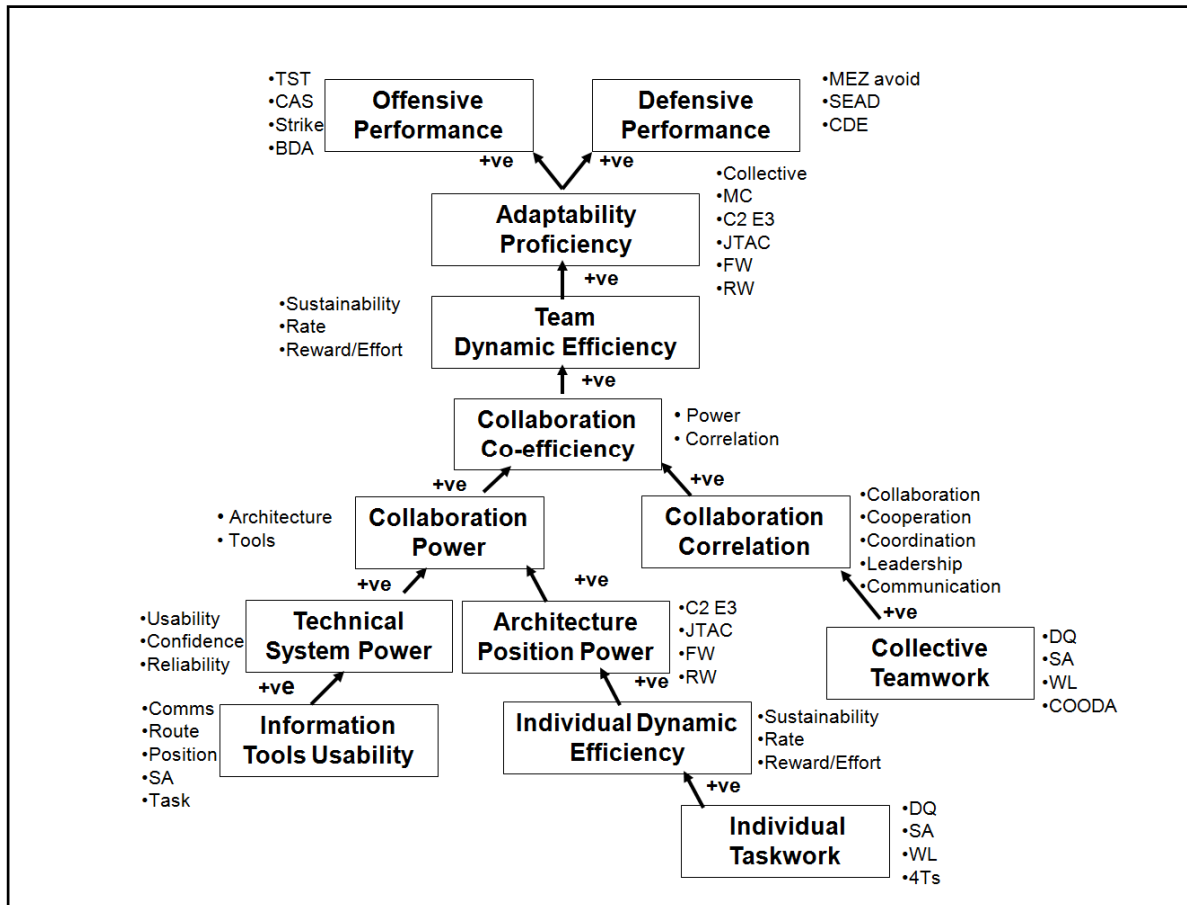 •TST
•CAS
•Strike
•BDA
Offensive
Performance
Defensive
Performance
•MEZ avoid
•SEAD
•CDE
+ve
+ve
Adaptability
Proficiency
•Collective
•MC
•C2 E3
•JTAC
•FW
•RW
+ve
•Sustainability
•Rate
•Reward/Effort
Team
Dynamic Efficiency
+ve
Collaboration
Co-efficiency
• Power
• Correlation
+ve
+ve
• Architecture
• Tools
Collaboration
Power
Collaboration
Correlation
•Collaboration
•Cooperation
•Coordination
•Leadership
•Communication
+ve
+ve
+ve
•Usability
•Confidence
•Reliability
Technical
System Power
Architecture
Position Power
•C2 E3
•JTAC
•FW
•RW
Collective
Teamwork
•DQ
•SA
•WL
•COODA
+ve
+ve
•Comms
•Route
•Position
•SA
•Task
Information
Tools Usability
Individual Dynamic
Efficiency
•Sustainability
•Rate
•Reward/Effort
+ve
Individual
Taskwork
•DQ
•SA
•WL
•4Ts